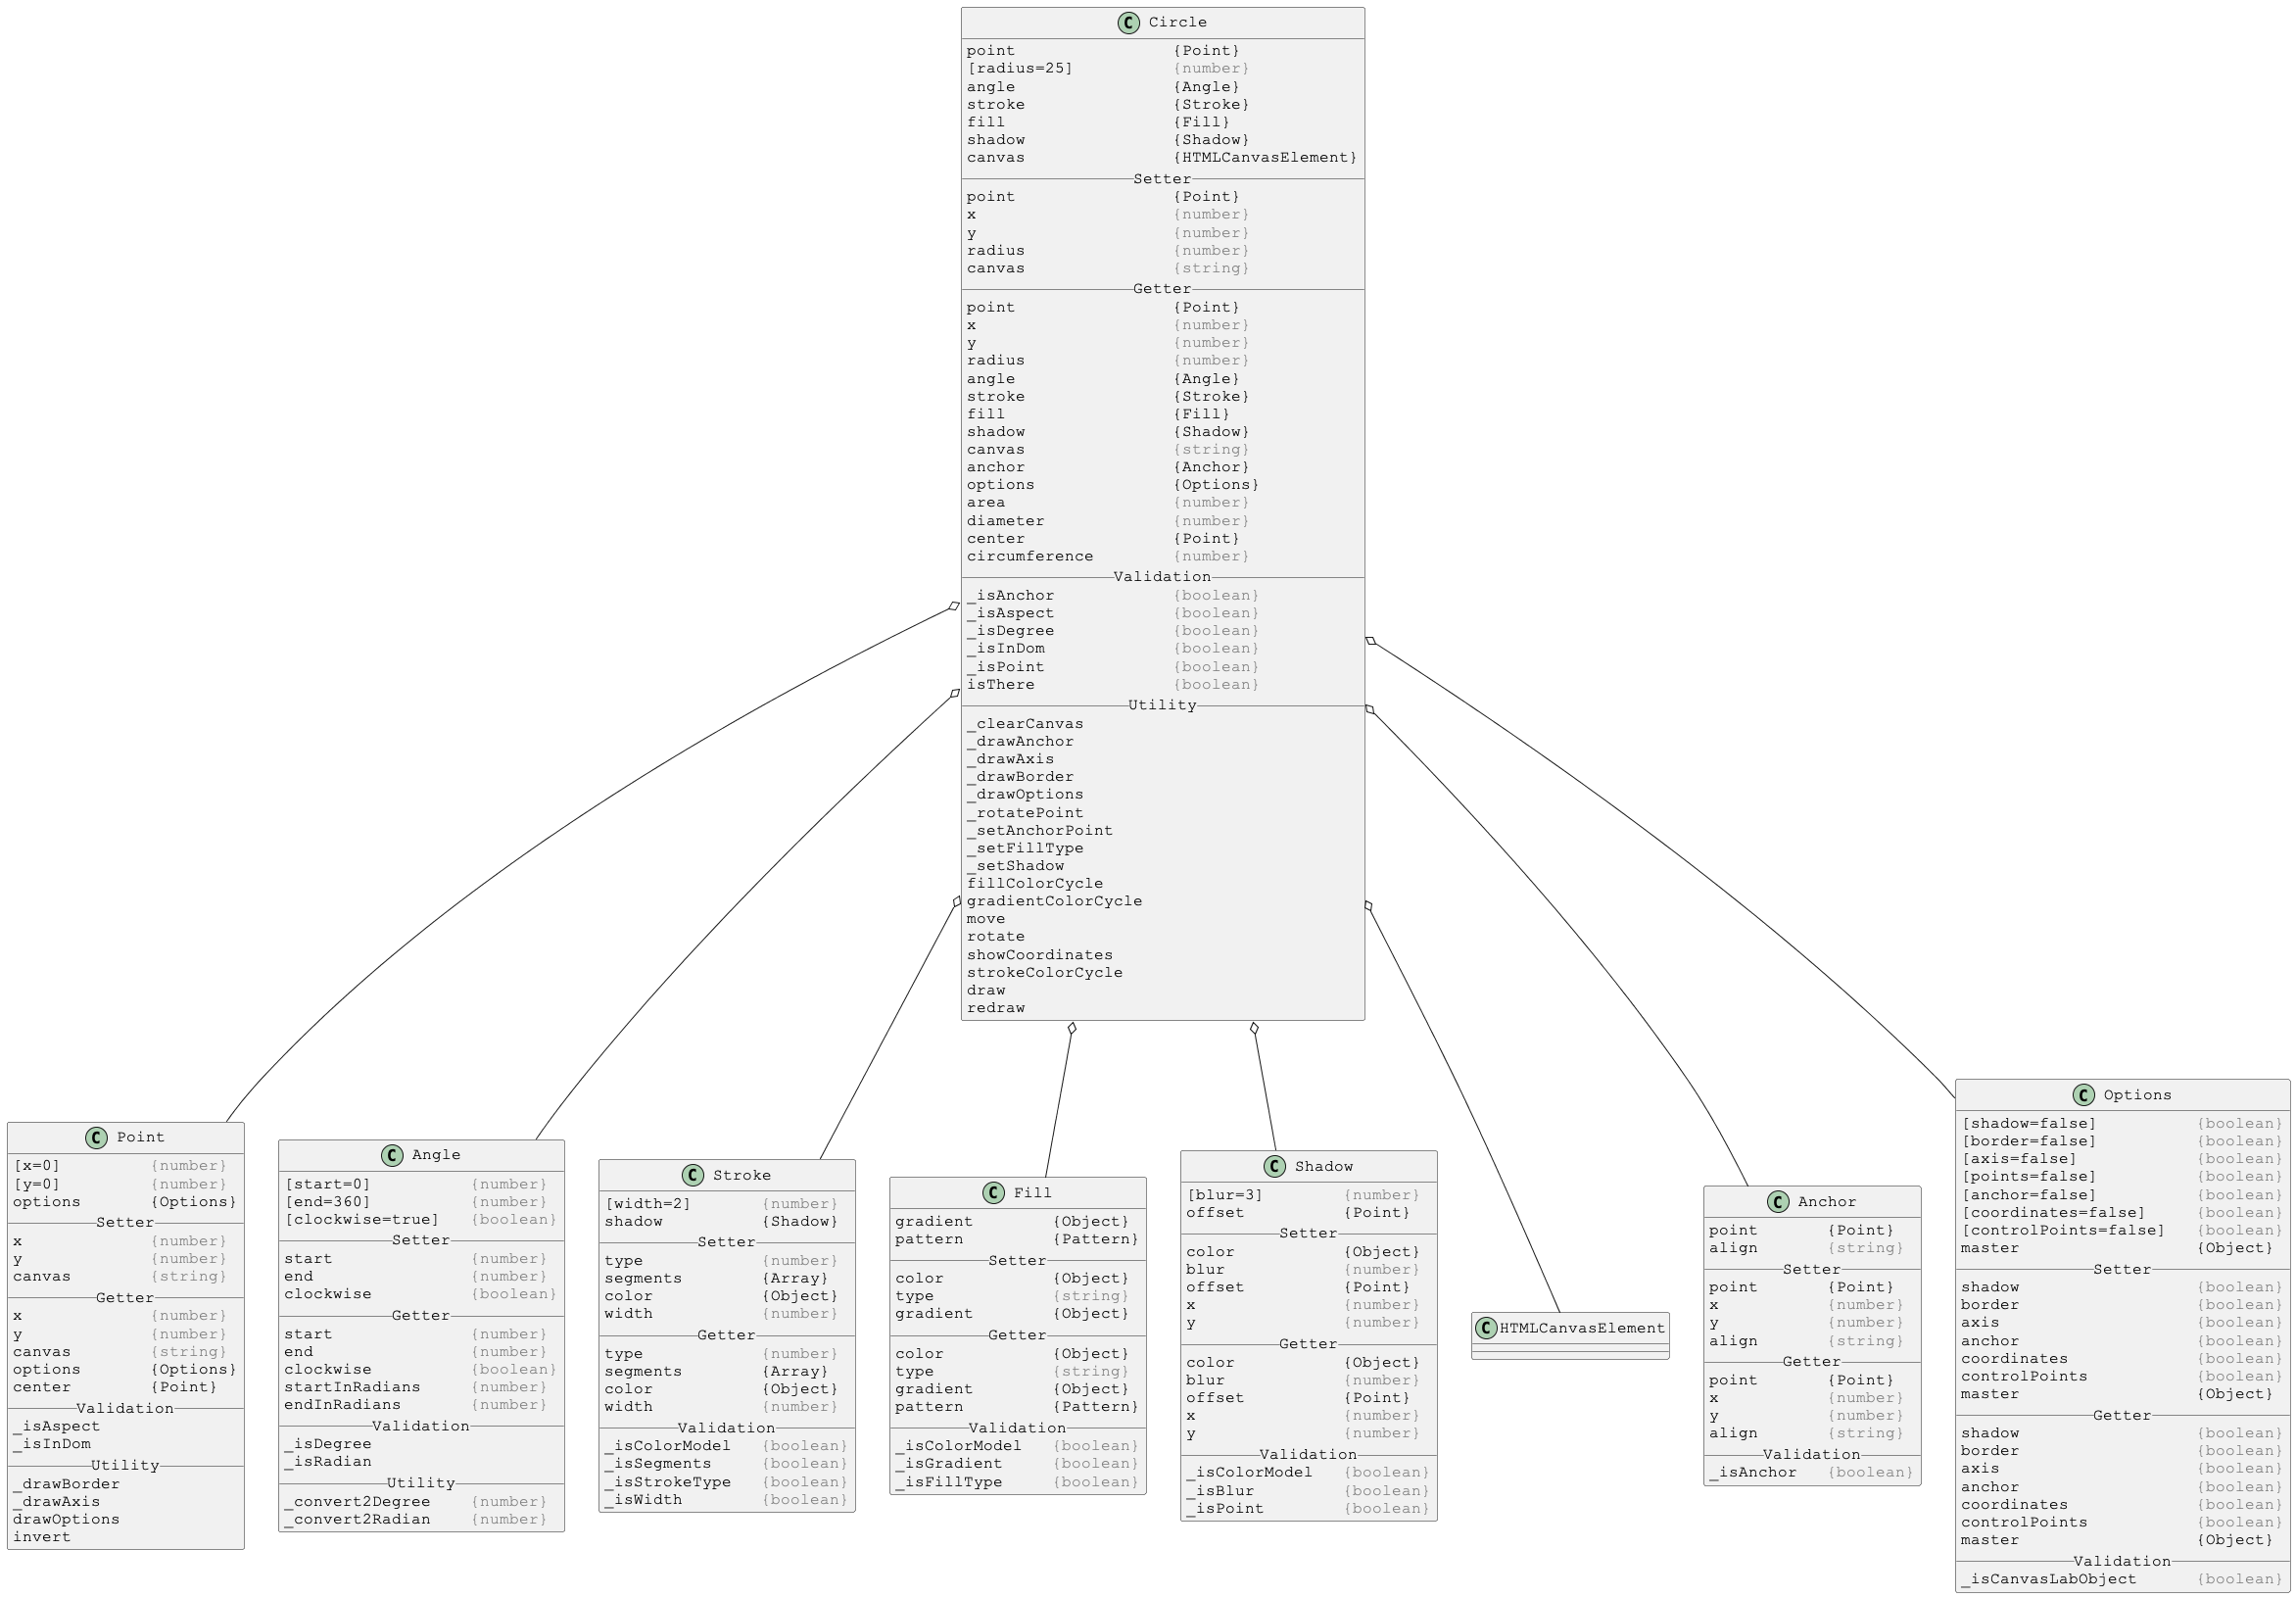 C Circle
point {Point}
[radius=25] {number}
angle {Angle}
stroke {Stroke}
fill {Fill}
shadow {Shadow}
canvas {HTMLCanvasElement}
Setter
point {Point}
x {number}
y {number}
radius {number}
canvas {string}
Getter
point {Point}
x {number}
y {number}
radius {number}
angle {Angle}
stroke {Stroke}
fill {Fill}
shadow {Shadow}
canvas {string}
anchor {Anchor}
options {Options}
area {number}
diameter {number}
center {Point}
circumference {number}
Validation
_isAnchor {boolean}
_isAspect {boolean}
_isDegree {boolean}
_isInDom {boolean}
_isPoint {boolean}
isThere {boolean}
Utility
_clearCanvas
_drawAnchor
_drawAxis
_drawBorder
_drawOptions
_rotatePoint
_setAnchorPoint
_setFillType
_setShadow
fillColorCycle
gradientColorCycle
move
rotate
showCoordinates
strokeColorCycle
draw
redraw
C Point
[x=0] {number}
[y=0] {number}
options {Options}
Setter
x {number}
y {number}
canvas {string}
Getter
x {number}
y {number}
canvas {string}
options {Options}
center {Point}
Validation
_isAspect
_isInDom
Utility
_drawBorder
_drawAxis
drawOptions
invert
C Angle
[start=0] {number}
[end=360] {number}
[clockwise=true] {boolean}
Setter
start {number}
end {number}
clockwise {boolean}
Getter
start {number}
end {number}
clockwise {boolean}
startInRadians {number}
endInRadians {number}
Validation
_isDegree
_isRadian
Utility
_convert2Degree {number}
_convert2Radian {number}
C Stroke
[width=2] {number}
shadow {Shadow}
Setter
type {number}
segments {Array}
color {Object}
width {number}
Getter
type {number}
segments {Array}
color {Object}
width {number}
Validation
_isColorModel {boolean}
_isSegments {boolean}
_isStrokeType {boolean}
_isWidth {boolean}
C Fill
gradient {Object}
pattern {Pattern}
Setter
color {Object}
type {string}
gradient {Object}
Getter
color {Object}
type {string}
gradient {Object}
pattern {Pattern}
Validation
_isColorModel {boolean}
_isGradient {boolean}
_isFillType {boolean}
C Shadow
[blur=3] {number}
offset {Point}
Setter
color {Object}
blur {number}
offset {Point}
x {number}
y {number}
Getter
color {Object}
blur {number}
offset {Point}
x {number}
y {number}
Validation
_isColorModel {boolean}
_isBlur {boolean}
_isPoint {boolean}
C HTMLCanvasElement
C Anchor
point {Point}
align {string}
Setter
point {Point}
x {number}
y {number}
align {string}
Getter
point {Point}
x {number}
y {number}
align {string}
Validation
_isAnchor {boolean}
C Options
[shadow=false] {boolean}
[border=false] {boolean}
[axis=false] {boolean}
[points=false] {boolean}
[anchor=false] {boolean}
[coordinates=false] {boolean}
[controlPoints=false] {boolean}
master {Object}
Setter
shadow {boolean}
border {boolean}
axis {boolean}
anchor {boolean}
coordinates {boolean}
controlPoints {boolean}
master {Object}
Getter
shadow {boolean}
border {boolean}
axis {boolean}
anchor {boolean}
coordinates {boolean}
controlPoints {boolean}
master {Object}
Validation
_isCanvasLabObject {boolean}